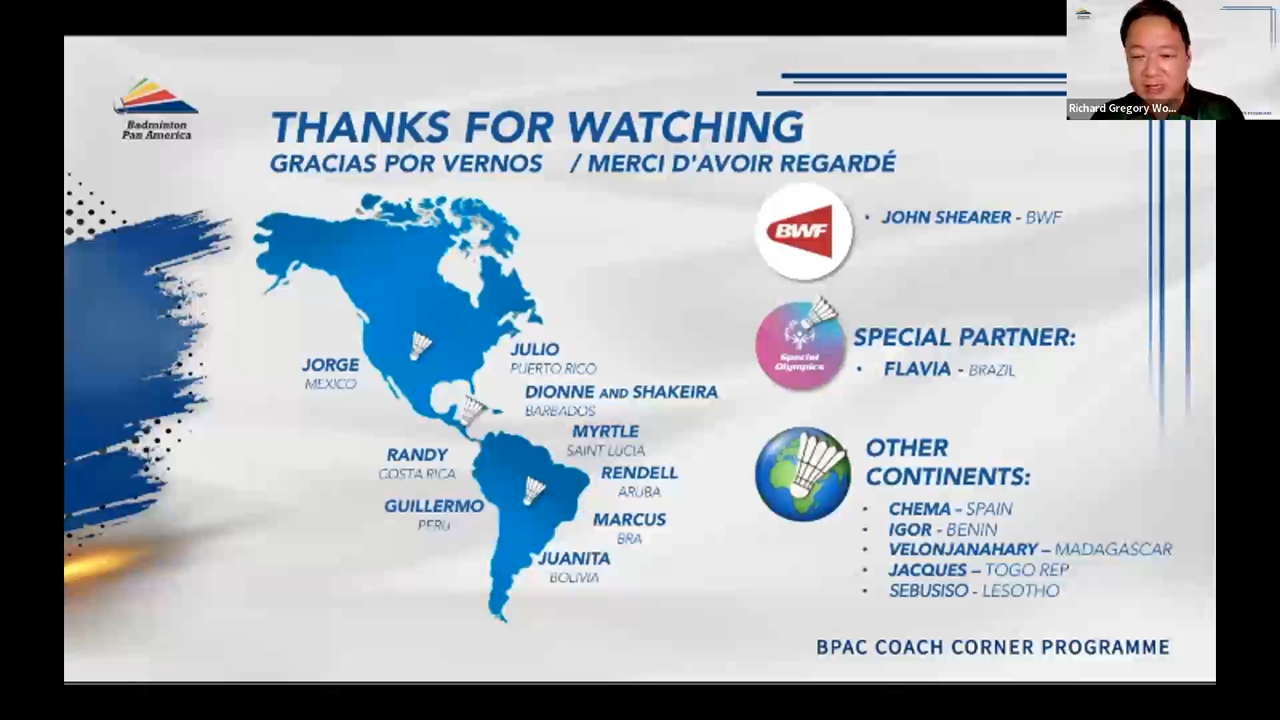 Richard Gregory Wo...
Badminton
Pan America
THANKS FOR WATCHING
GRACIAS POR VERNOS / MERCI D'AVOIR REGARDÉ
BWF
JOHN SHEARER - BWF
Special
Olympics
SPECIAL PARTNER:
FLAVIA - BRAZIL
JORGE
MEXICO
JULIO
PUERTO RICO
DIONNE AND SHAKEIRA
BARBADOS
MYRTLE
SAINT LUCIA
RANDY
COSTA RICA
RENDELL
ARUBA
GUILLERMO
PERU
MARCUS
BRA
JUANITA
BOLIVIA
OTHER
CONTINENTS:
CHEMA - SPAIN
IGOR - BENIN
VELONJANAHARY – MADAGASCAR
JACQUES – TOGO REP
SEBUSISO - LESOTHO
BPAC COACH CORNER PROGRAMME